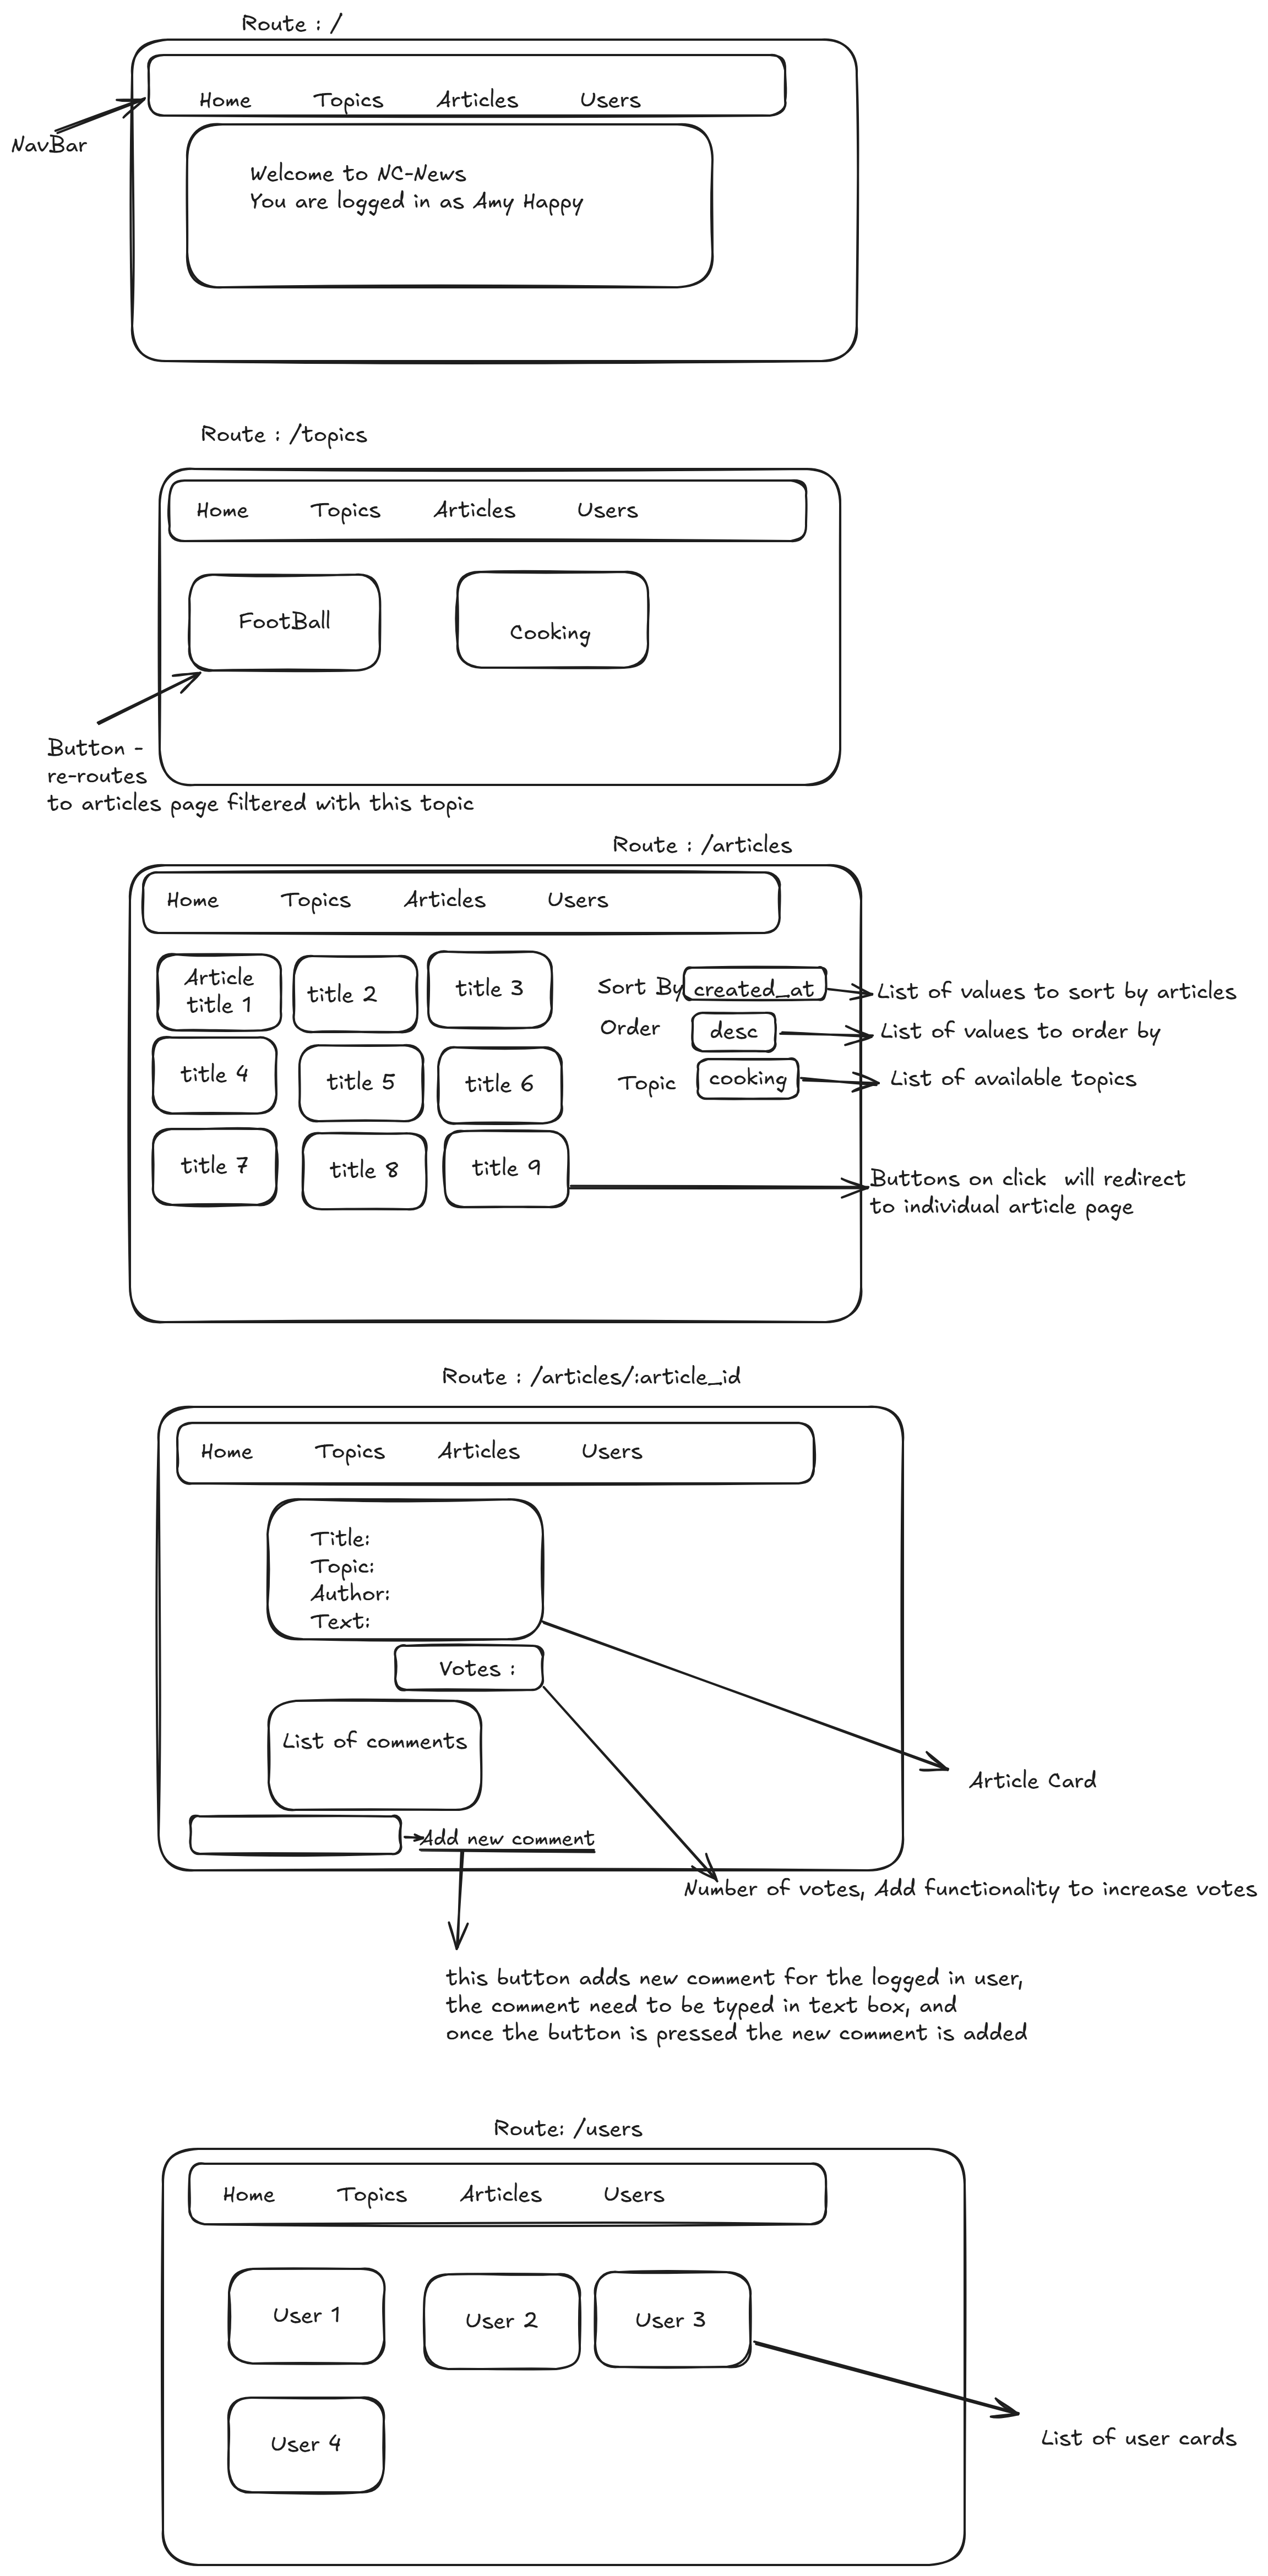 Route : /
Home Topics Articles Users
NavBar
Welcome to NC-News
You are logged in as Amy Happy
Route : /topics
Home Topics Articles Users
FootBall
Cooking
Button -
re-routes
to articles page filtered with this topic
Route : /articles
Home Topics Articles Users
Article
title 1
title 2
title 3
Sort By created_at
List of values to sort by articles
Order desc
List of values to order by
title 4
title 5
title 6
Topic cooking
List of available topics
title 7
title 8
title 9
Buttons on click will redirect
to individual article page
Route : /articles/:article_id
Home Topics Articles Users
Title:
Topic:
Author:
Text:
Votes :
List of comments
Article Card
Add new comment
Number of votes, Add functionality to increase votes
this button adds new comment for the logged in user,
the comment need to be typed in text box, and
once the button is pressed the new comment is added
Route: /users
Home Topics Articles Users
User 1
User 2
User 3
User 4
List of user cards